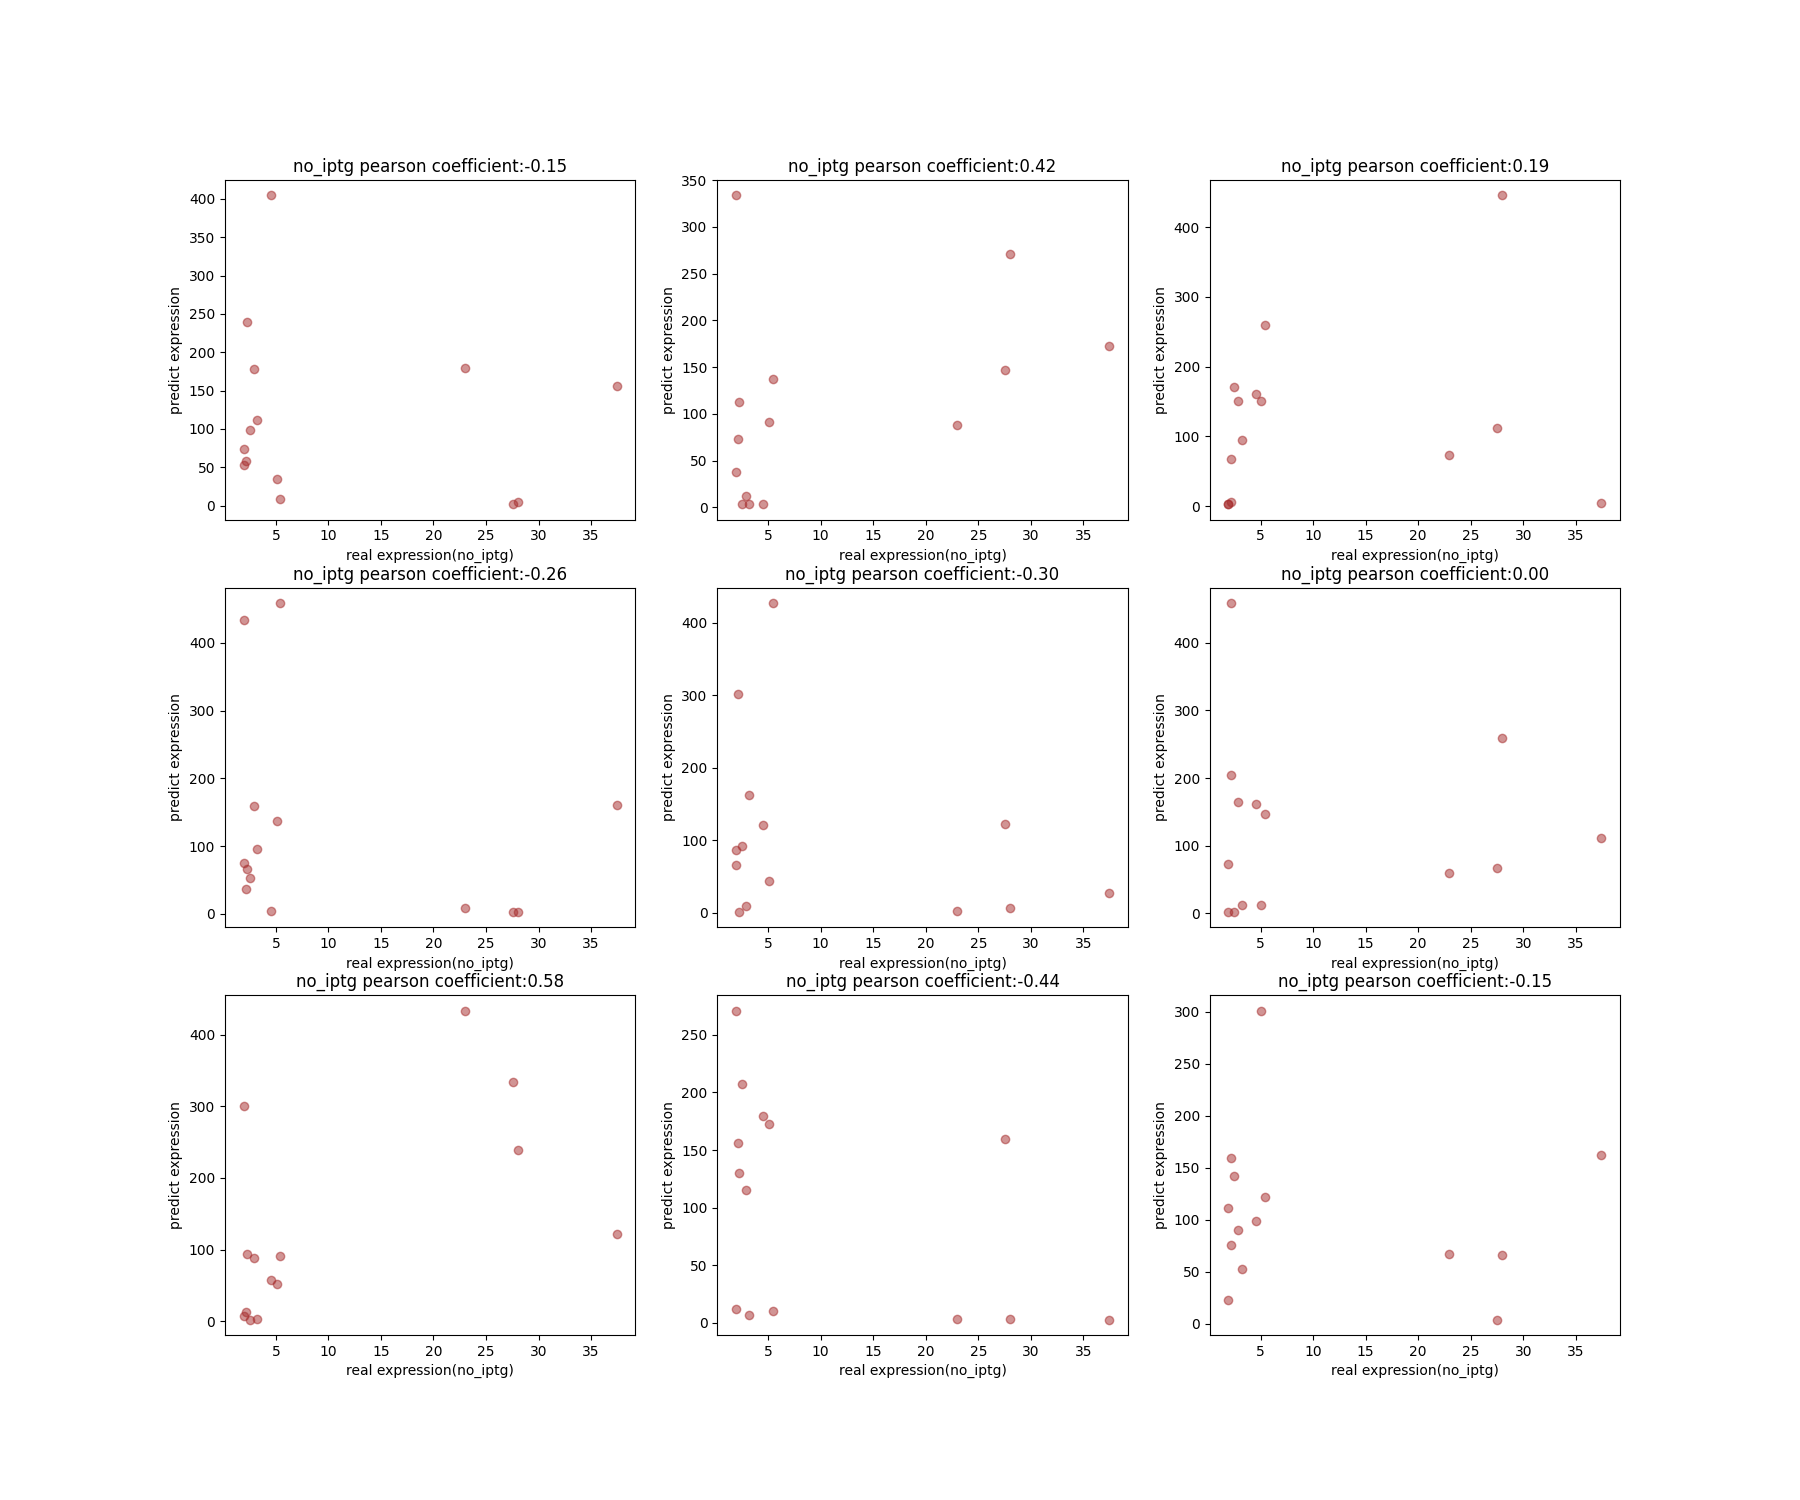 no_iptg pearson coefficient:-0.15
400
350
300
250
200
150
100
50
0
predict expression
5 10 15 20 25 30 35
real expression(no_iptg)
no_iptg pearson coefficient:0.42
350
300
250
200
150
100
50
0
predict expression
5 10 15 20 25 30 35
real expression(no_iptg)
no_iptg pearson coefficient:0.19
400
300
200
100
0
predict expression
5 10 15 20 25 30 35
real expression(no_iptg)
no_iptg pearson coefficient:-0.26
400
300
200
100
0
predict expression
5 10 15 20 25 30 35
real expression(no_iptg)
no_iptg pearson coefficient:-0.30
400
300
200
100
0
predict expression
5 10 15 20 25 30 35
real expression(no_iptg)
no_iptg pearson coefficient:0.00
400
300
200
100
0
predict expression
5 10 15 20 25 30 35
real expression(no_iptg)
no_iptg pearson coefficient:0.58
400
300
200
100
0
predict expression
5 10 15 20 25 30 35
real expression(no_iptg)
no_iptg pearson coefficient:-0.44
250
200
150
100
50
0
predict expression
5 10 15 20 25 30 35
real expression(no_iptg)
no_iptg pearson coefficient:-0.15
300
250
200
150
100
50
0
predict expression
5 10 15 20 25 30 35
real expression(no_iptg)